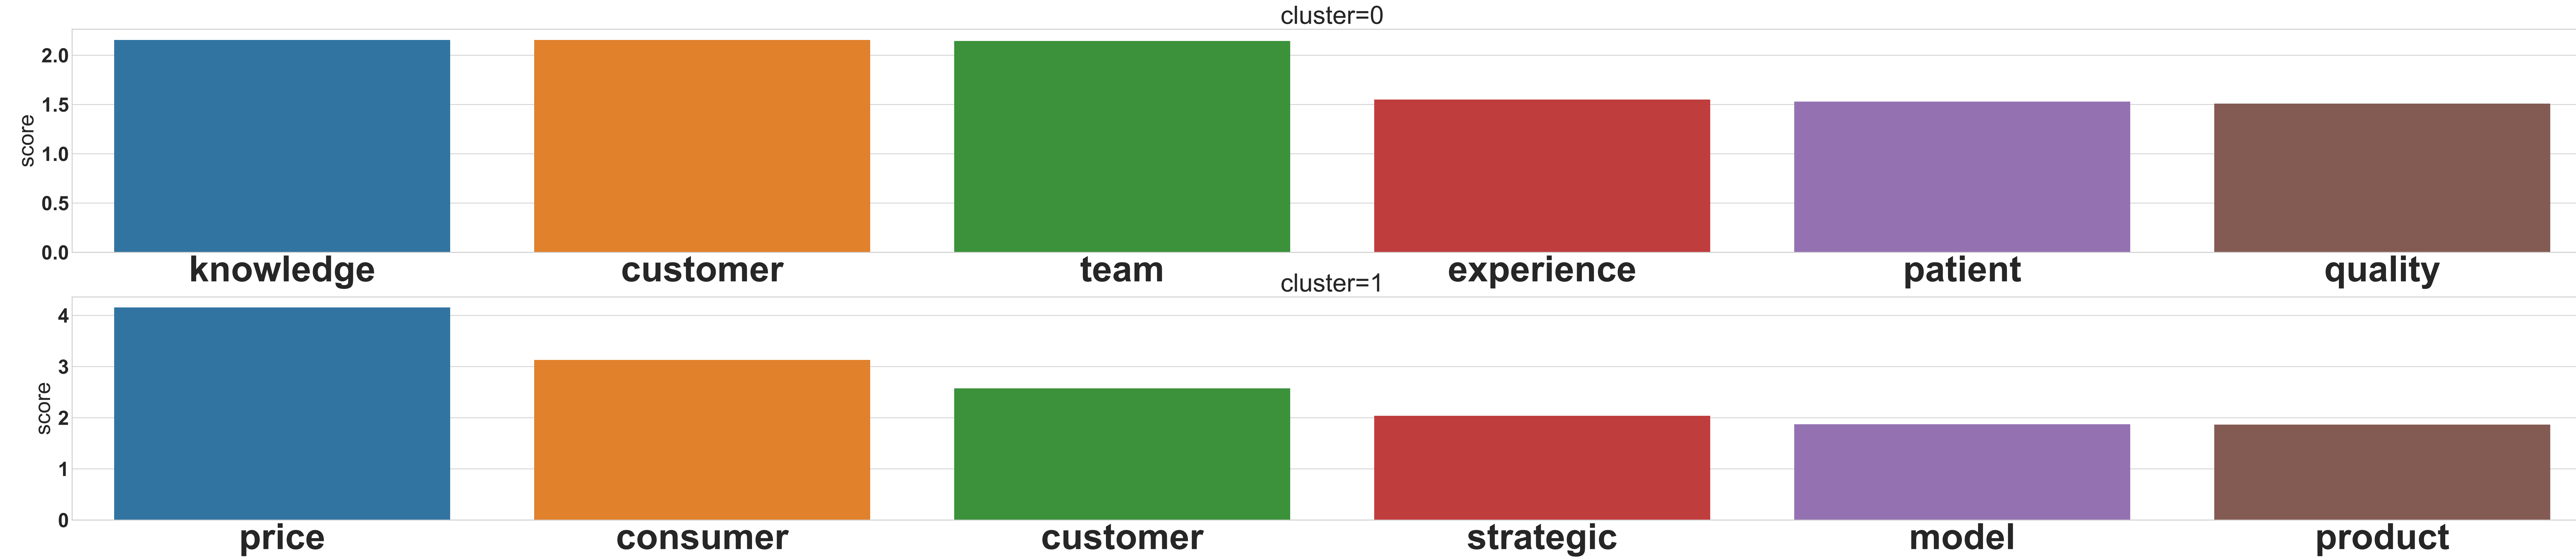 cluster=0
score
2.0
1.5
1.0
0.5
0.0
knowledge customer team experience patient quality
cluster=1
score
4
3
2
1
0
price consumer customer strategic model product